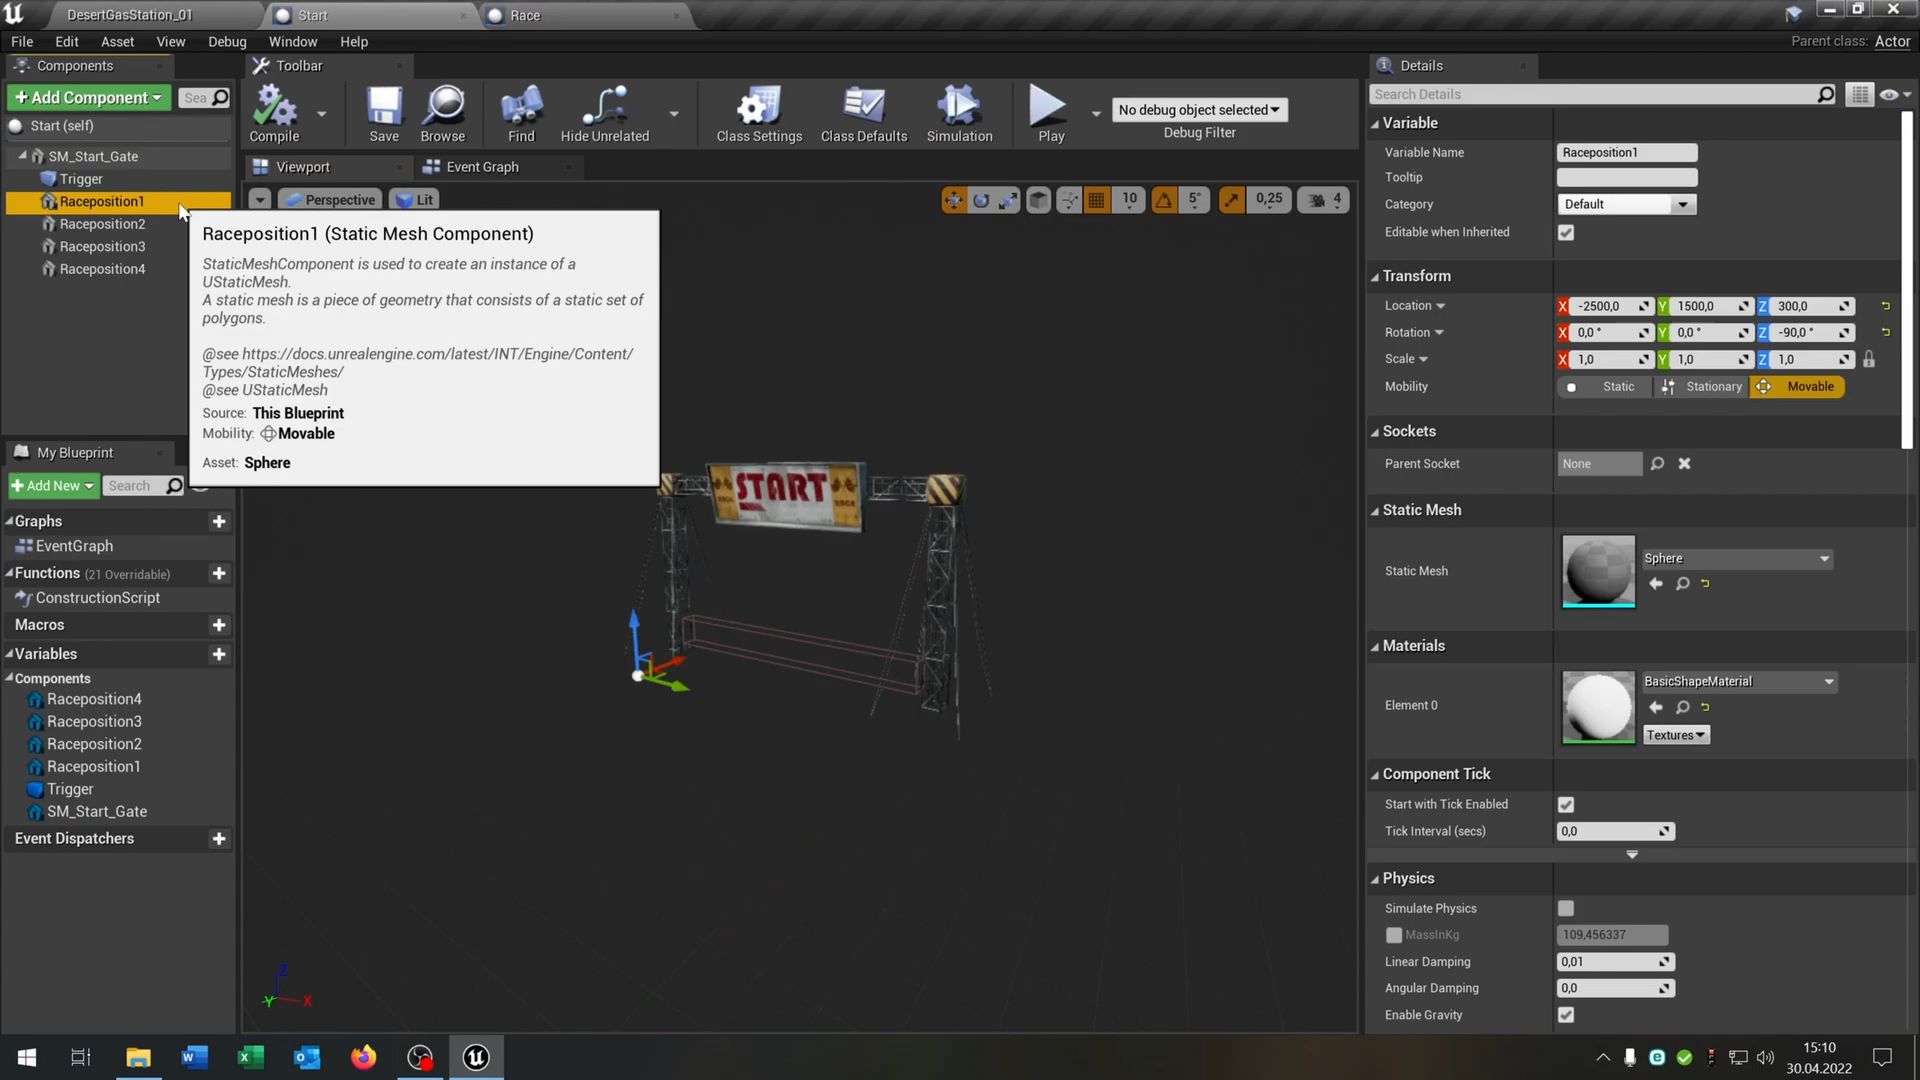 DesertGasStation_01
Start
Race
File
Edit
Asset
View
Debug
Window
Help
Parent class: Actor
Components
Toolbar
Details
+ Add Component
Sea
Start (self)
SM_Start_Gate
Trigger
Raceposition1
Raceposition2
Raceposition3
Raceposition4
Compile
Save
Browse
Find
Hide Unrelated
Class Settings
Class Defaults
Simulation
Play
No debug object selected
Debug Filter
Viewport
Event Graph
Perspective
Lit
10
5°
0,25
4
Raceposition1 (Static Mesh Component)
StaticMeshComponent is used to create an instance of a
UStaticMesh.
A static mesh is a piece of geometry that consists of a static set of
polygons.
@see https://docs.unrealengine.com/latest/INT/Engine/Content/
Types/StaticMeshes/
@see UStaticMesh
Source: This Blueprint
Mobility: Movable
Asset: Sphere
START
RACE
My Blueprint
+ Add New
Search
Graphs
EventGraph
Functions (21 Overridable)
ConstructionScript
Macros
Variables
Components
Raceposition4
Raceposition3
Raceposition2
Raceposition1
Trigger
SM_Start_Gate
Event Dispatchers
Z
Y
X
Search Details
Variable
Variable Name Raceposition1
Tooltip
Category Default
Editable when Inherited
Transform
Location X -2500,0 Y 1500,0 Z 300,0
Rotation X 0,0 ° Y 0,0 ° Z -90,0 °
Scale X 1,0 Y 1,0 Z 1,0
Mobility Static Stationary Movable
Sockets
Parent Socket None
Static Mesh
Static Mesh Sphere
Materials
Element 0 BasicShapeMaterial
Textures
Component Tick
Start with Tick Enabled
Tick Interval (secs) 0,0
Physics
Simulate Physics
MassInKg 109,456337
Linear Damping 0,01
Angular Damping 0,0
Enable Gravity
15:10
30.04.2022